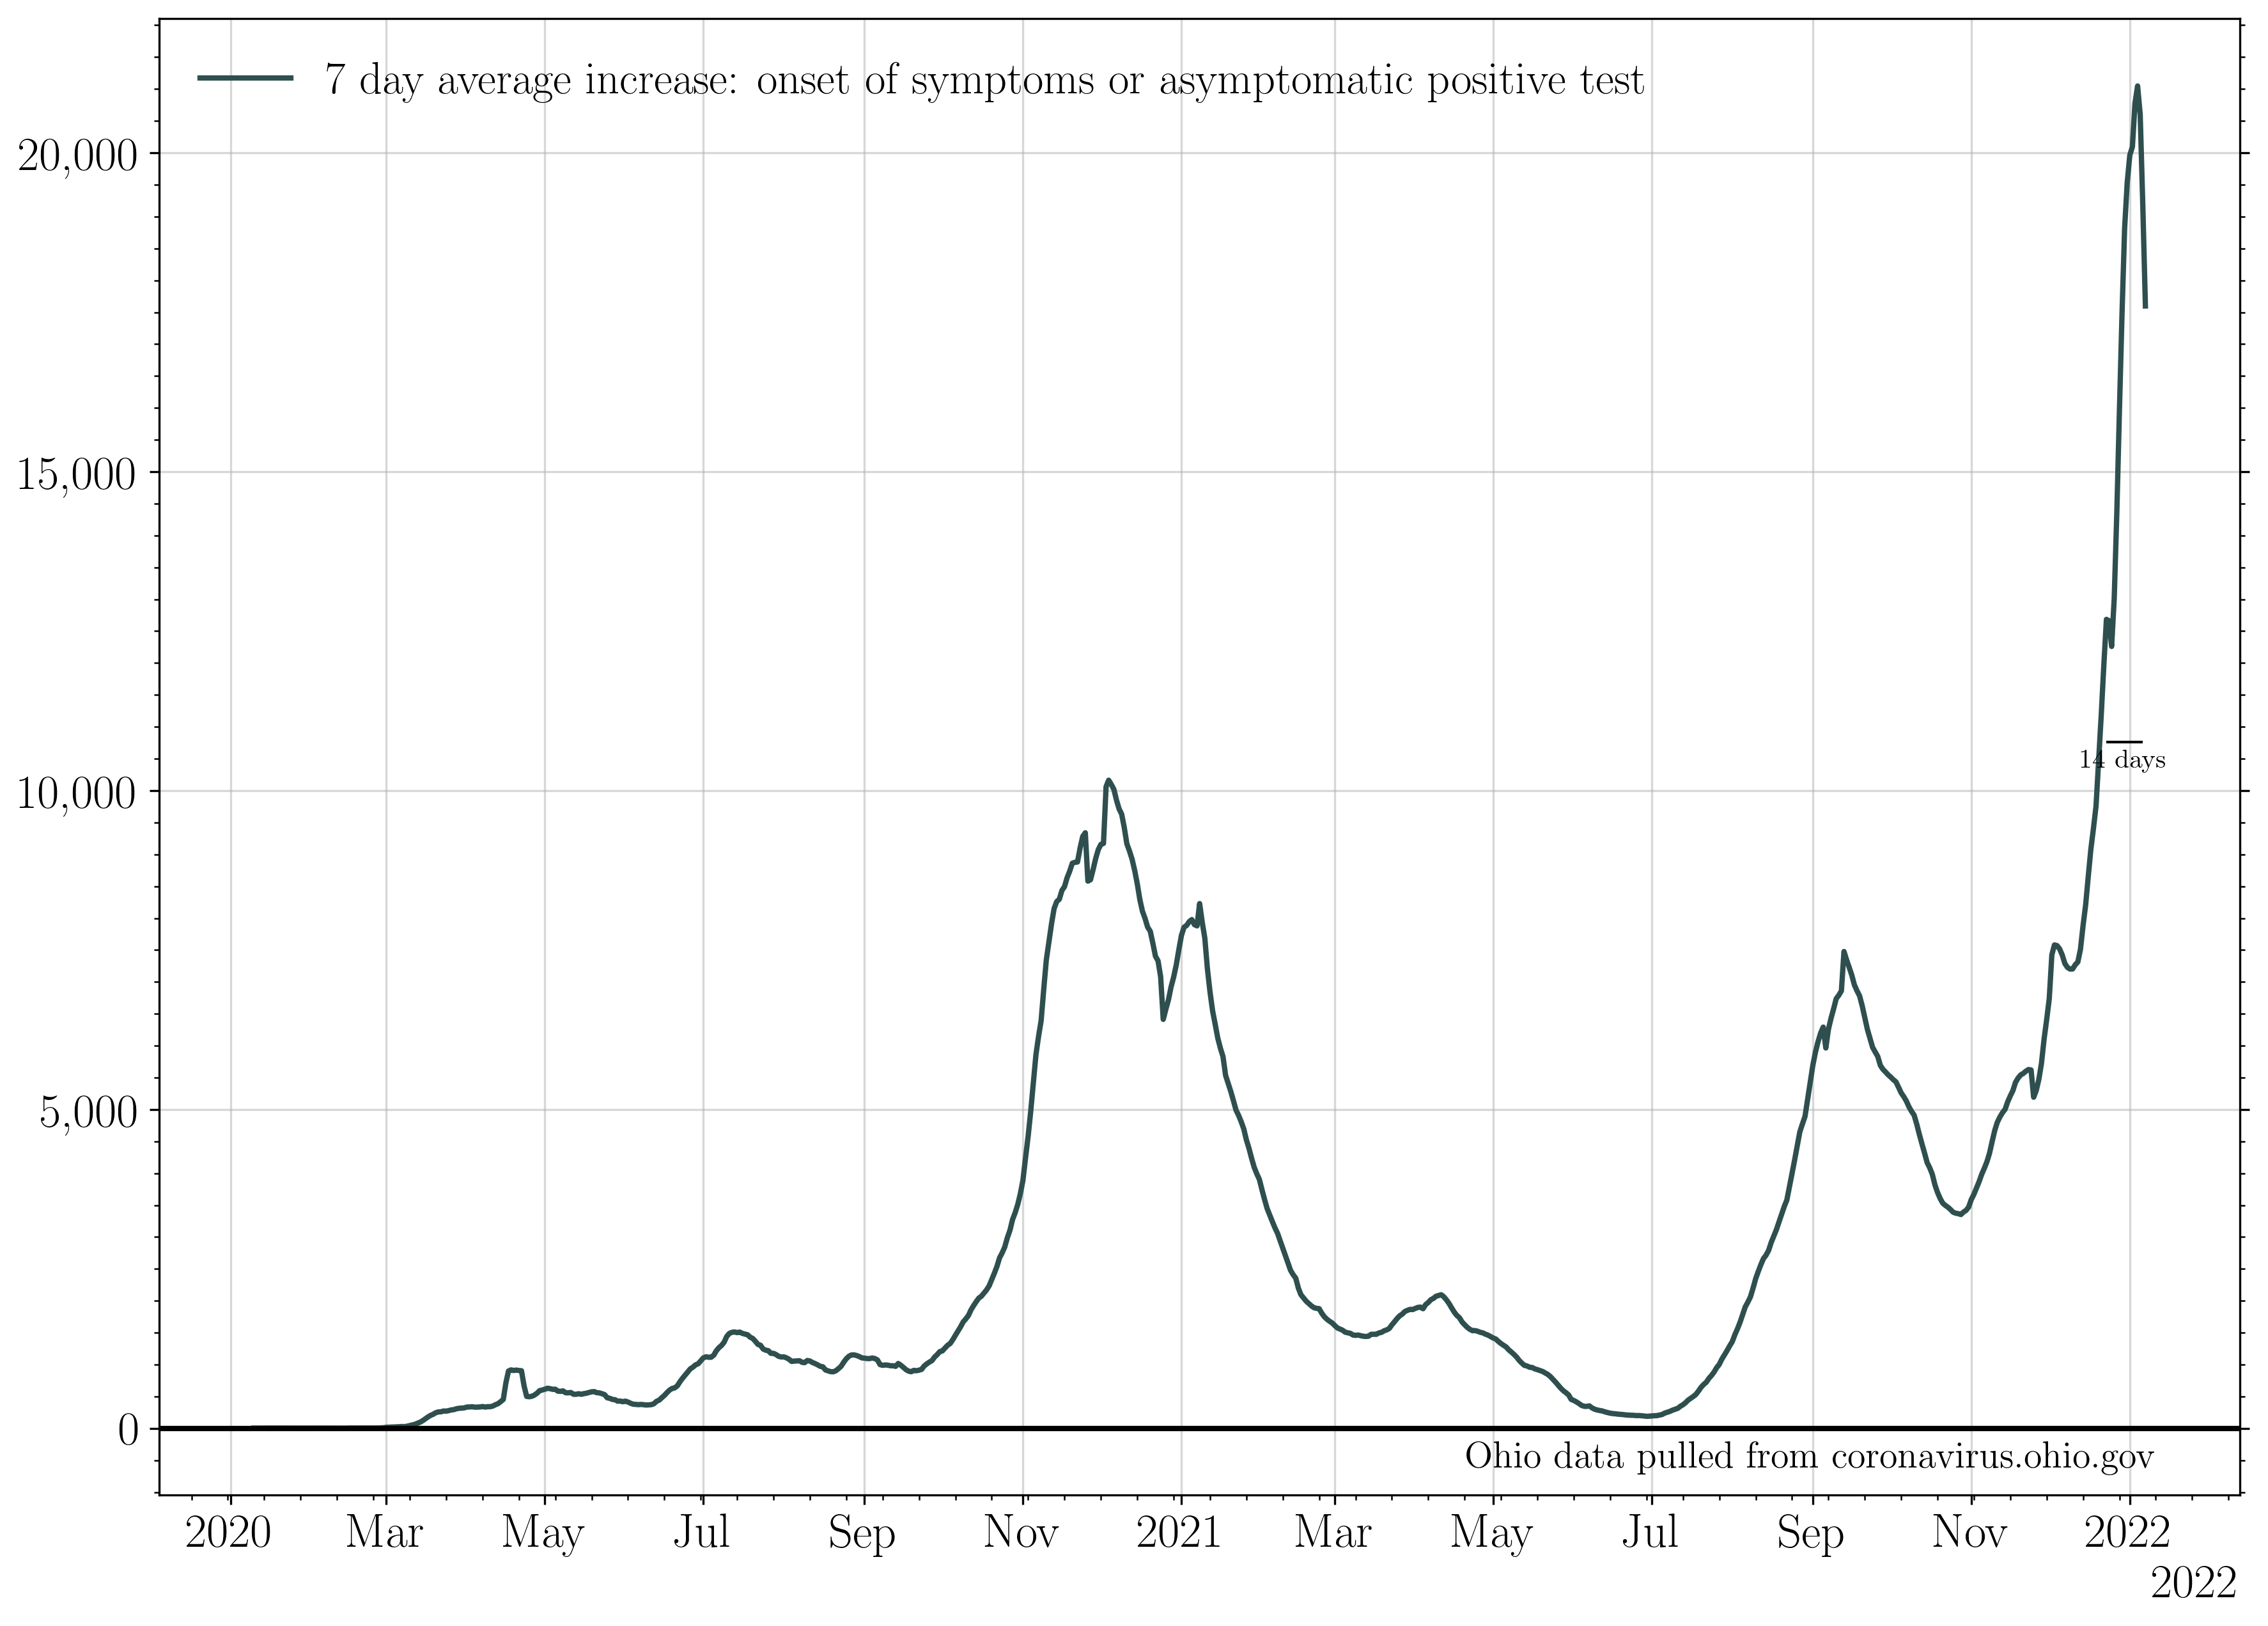 7 day average increase: onset of symptoms or asymptomatic positive test
20,000
15,000
14 days
10,000
5,000
0
Ohio data pulled from coronavirus.ohio.gov
2020 Mar May Jul Sep Nov 2021 Mar May Jul Sep Nov 2022
2022